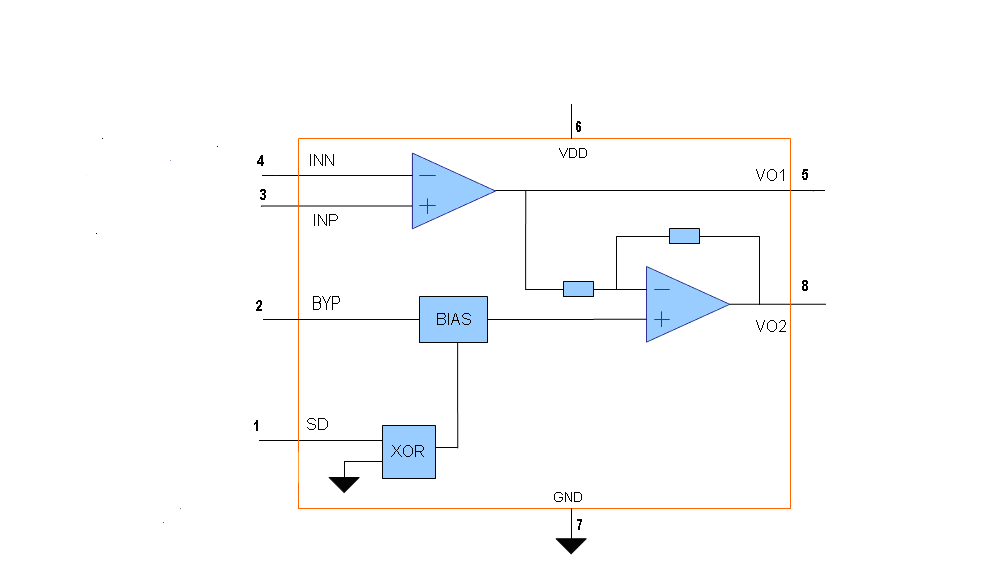 6
VDD
4 INN
−
VO1 5
3
+
INP
8
−
2 BYP
BIAS
+
VO2
1 SD
XOR
GND
7